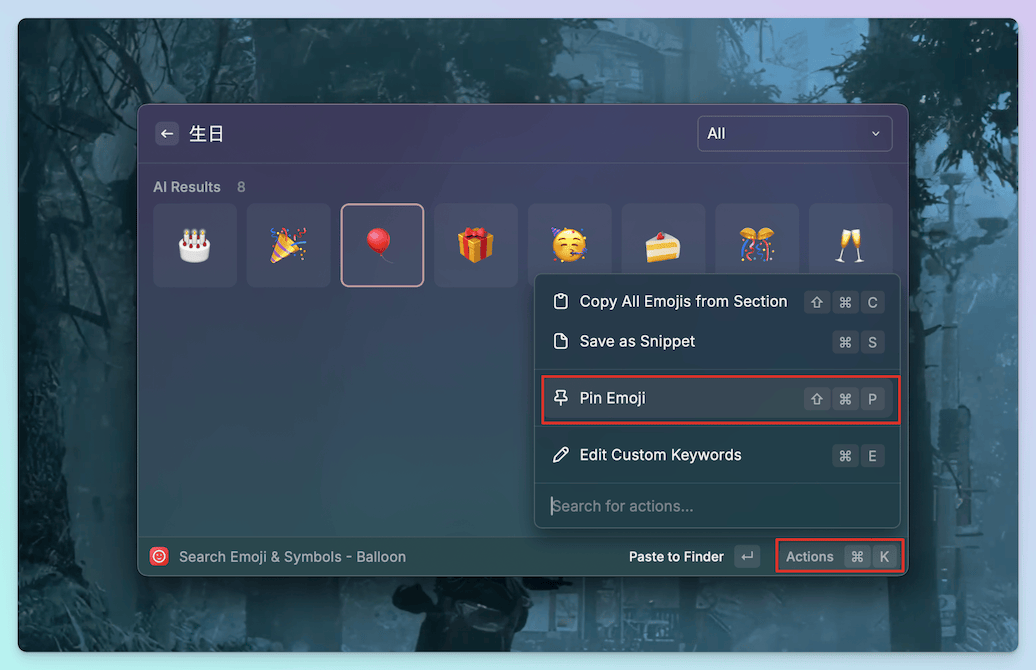 生日
All
AI Results 8
Copy All Emojis from Section ⇧ ⌘ C
Save as Snippet ⌘ S
Pin Emoji ⇧ ⌘ P
Edit Custom Keywords ⌘ E
Search for actions...
Search Emoji & Symbols - Balloon
Paste to Finder ↵
Actions ⌘ K